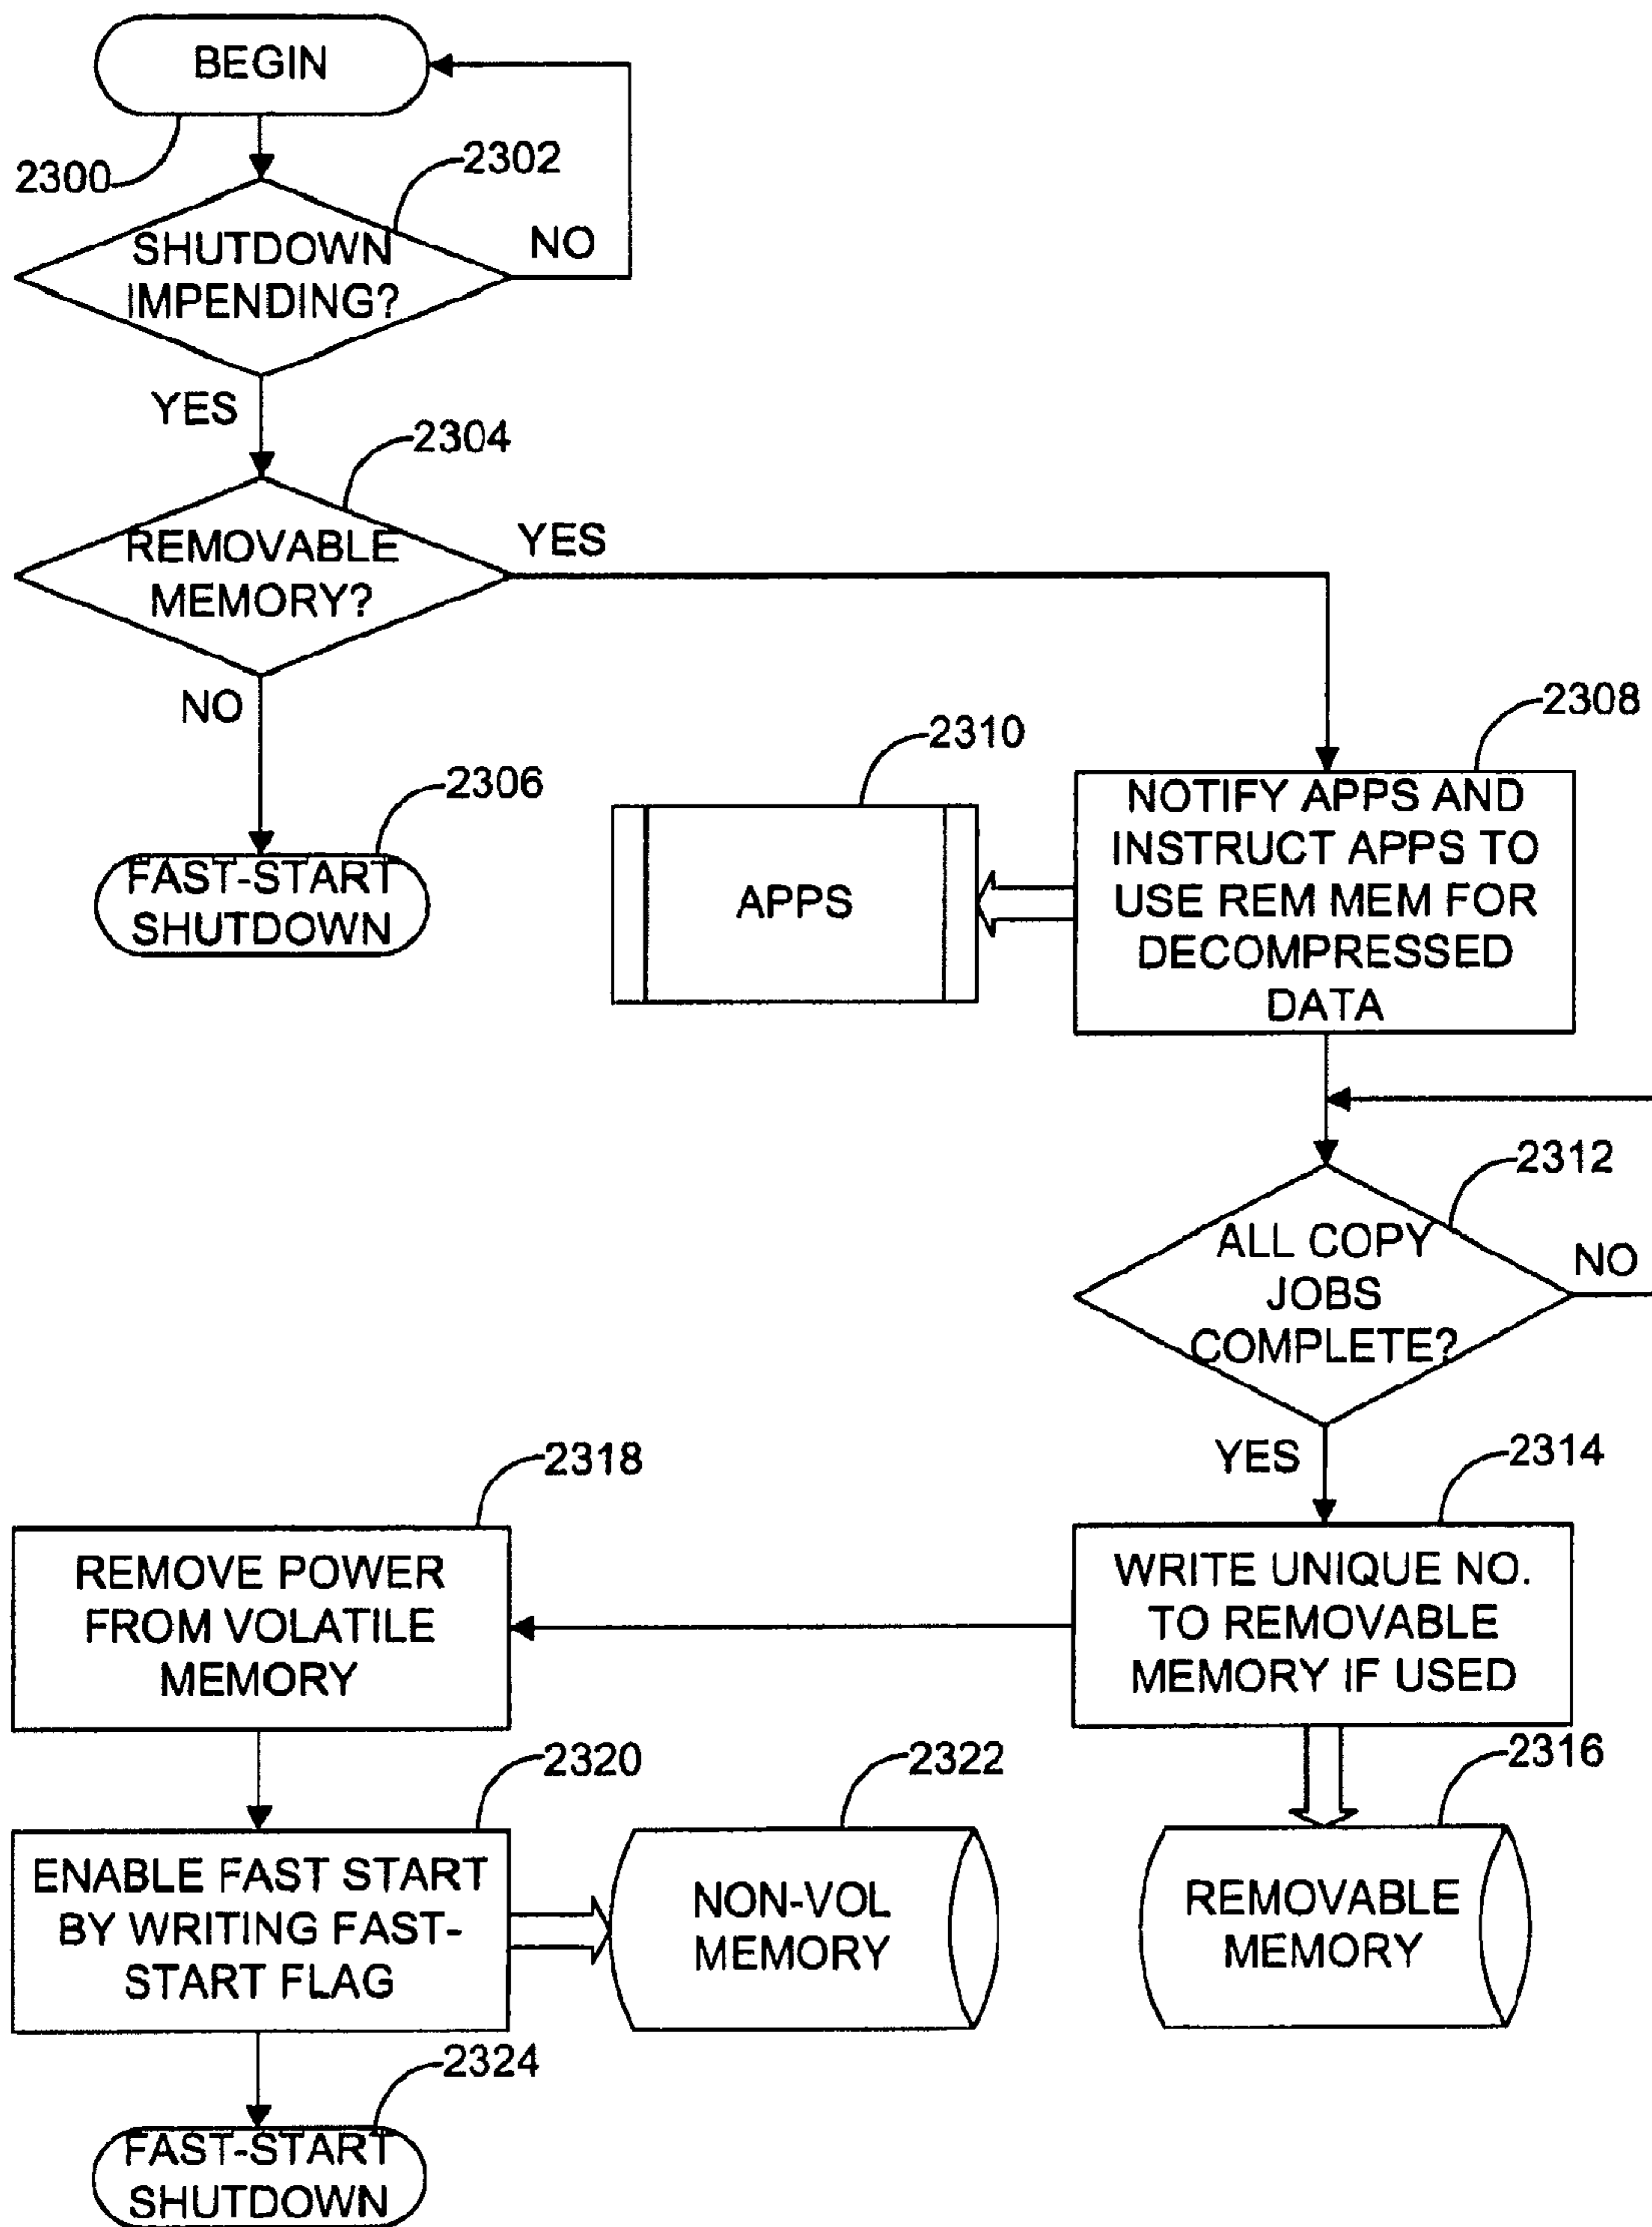 BEGIN
2300
2302
SHUTDOWN
IMPENDING?
NO
YES
2304
REMOVABLE
MEMORY?
YES
NO
2306
FAST-START
SHUTDOWN
2308
NOTIFY APPS AND
INSTRUCT APPS TO
USE REM MEM FOR
DECOMPRESSED
DATA
2310
APPS
2312
ALL COPY
JOBS
COMPLETE?
NO
YES
2314
WRITE UNIQUE NO.
TO REMOVABLE
MEMORY IF USED
2316
REMOVABLE
MEMORY
2318
REMOVE POWER
FROM VOLATILE
MEMORY
2320
ENABLE FAST START
BY WRITING FAST-
START FLAG
2322
NON-VOL
MEMORY
2324
FAST-START
SHUTDOWN